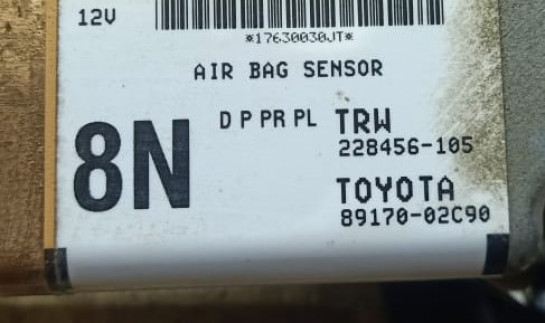 12V
*17630030JT*
AIR BAG SENSOR
8N
D P PR PL
TRW
228456-105
TOYOTA
89170-02C90